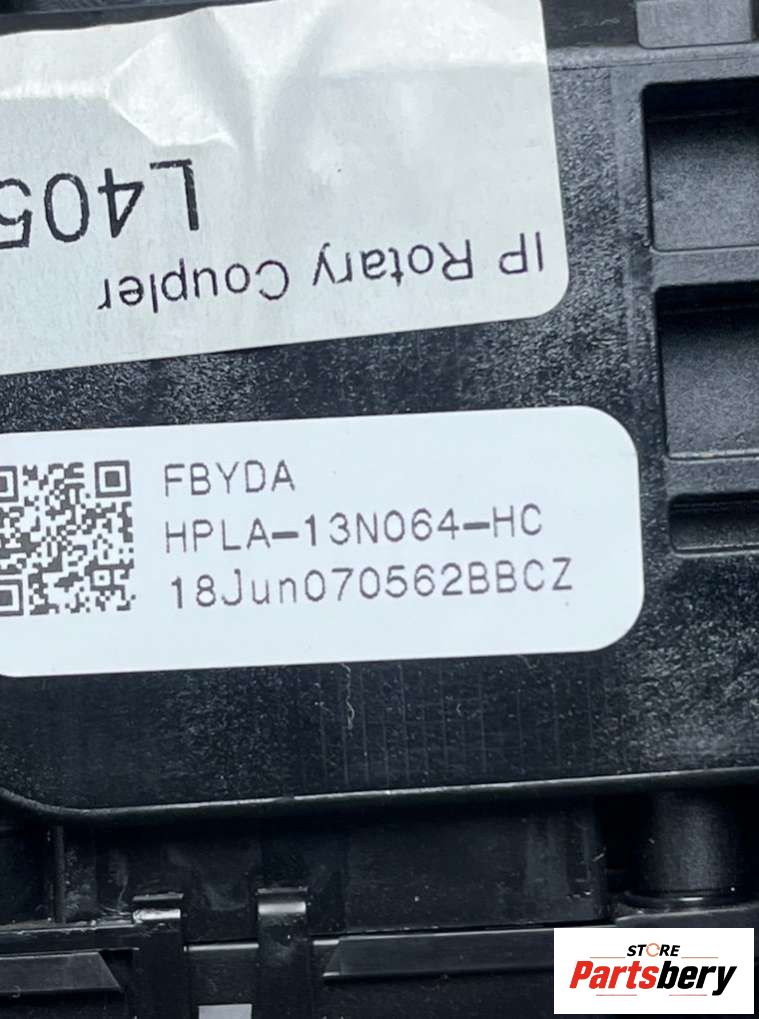 IP Rotary Coupler
L405
FBYDA
HPLA-13N064-HC
18Jun070562BBCZ
STORE
Partsbery